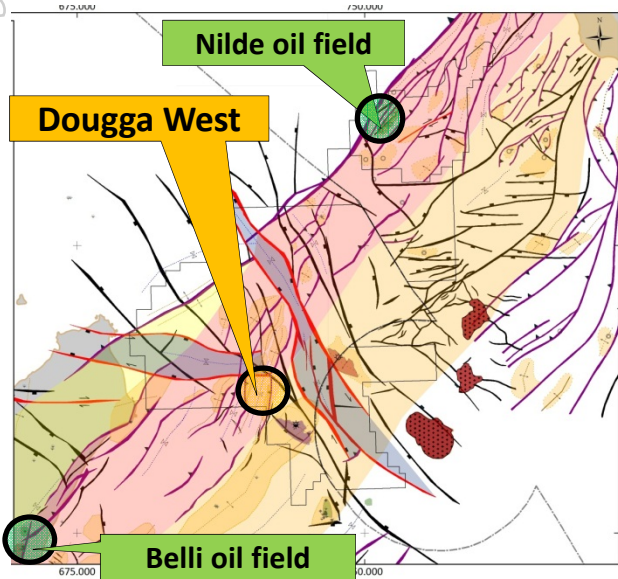 675.000 750.000
N
Nilde oil field
Dougga West
Belli oil field
675.000